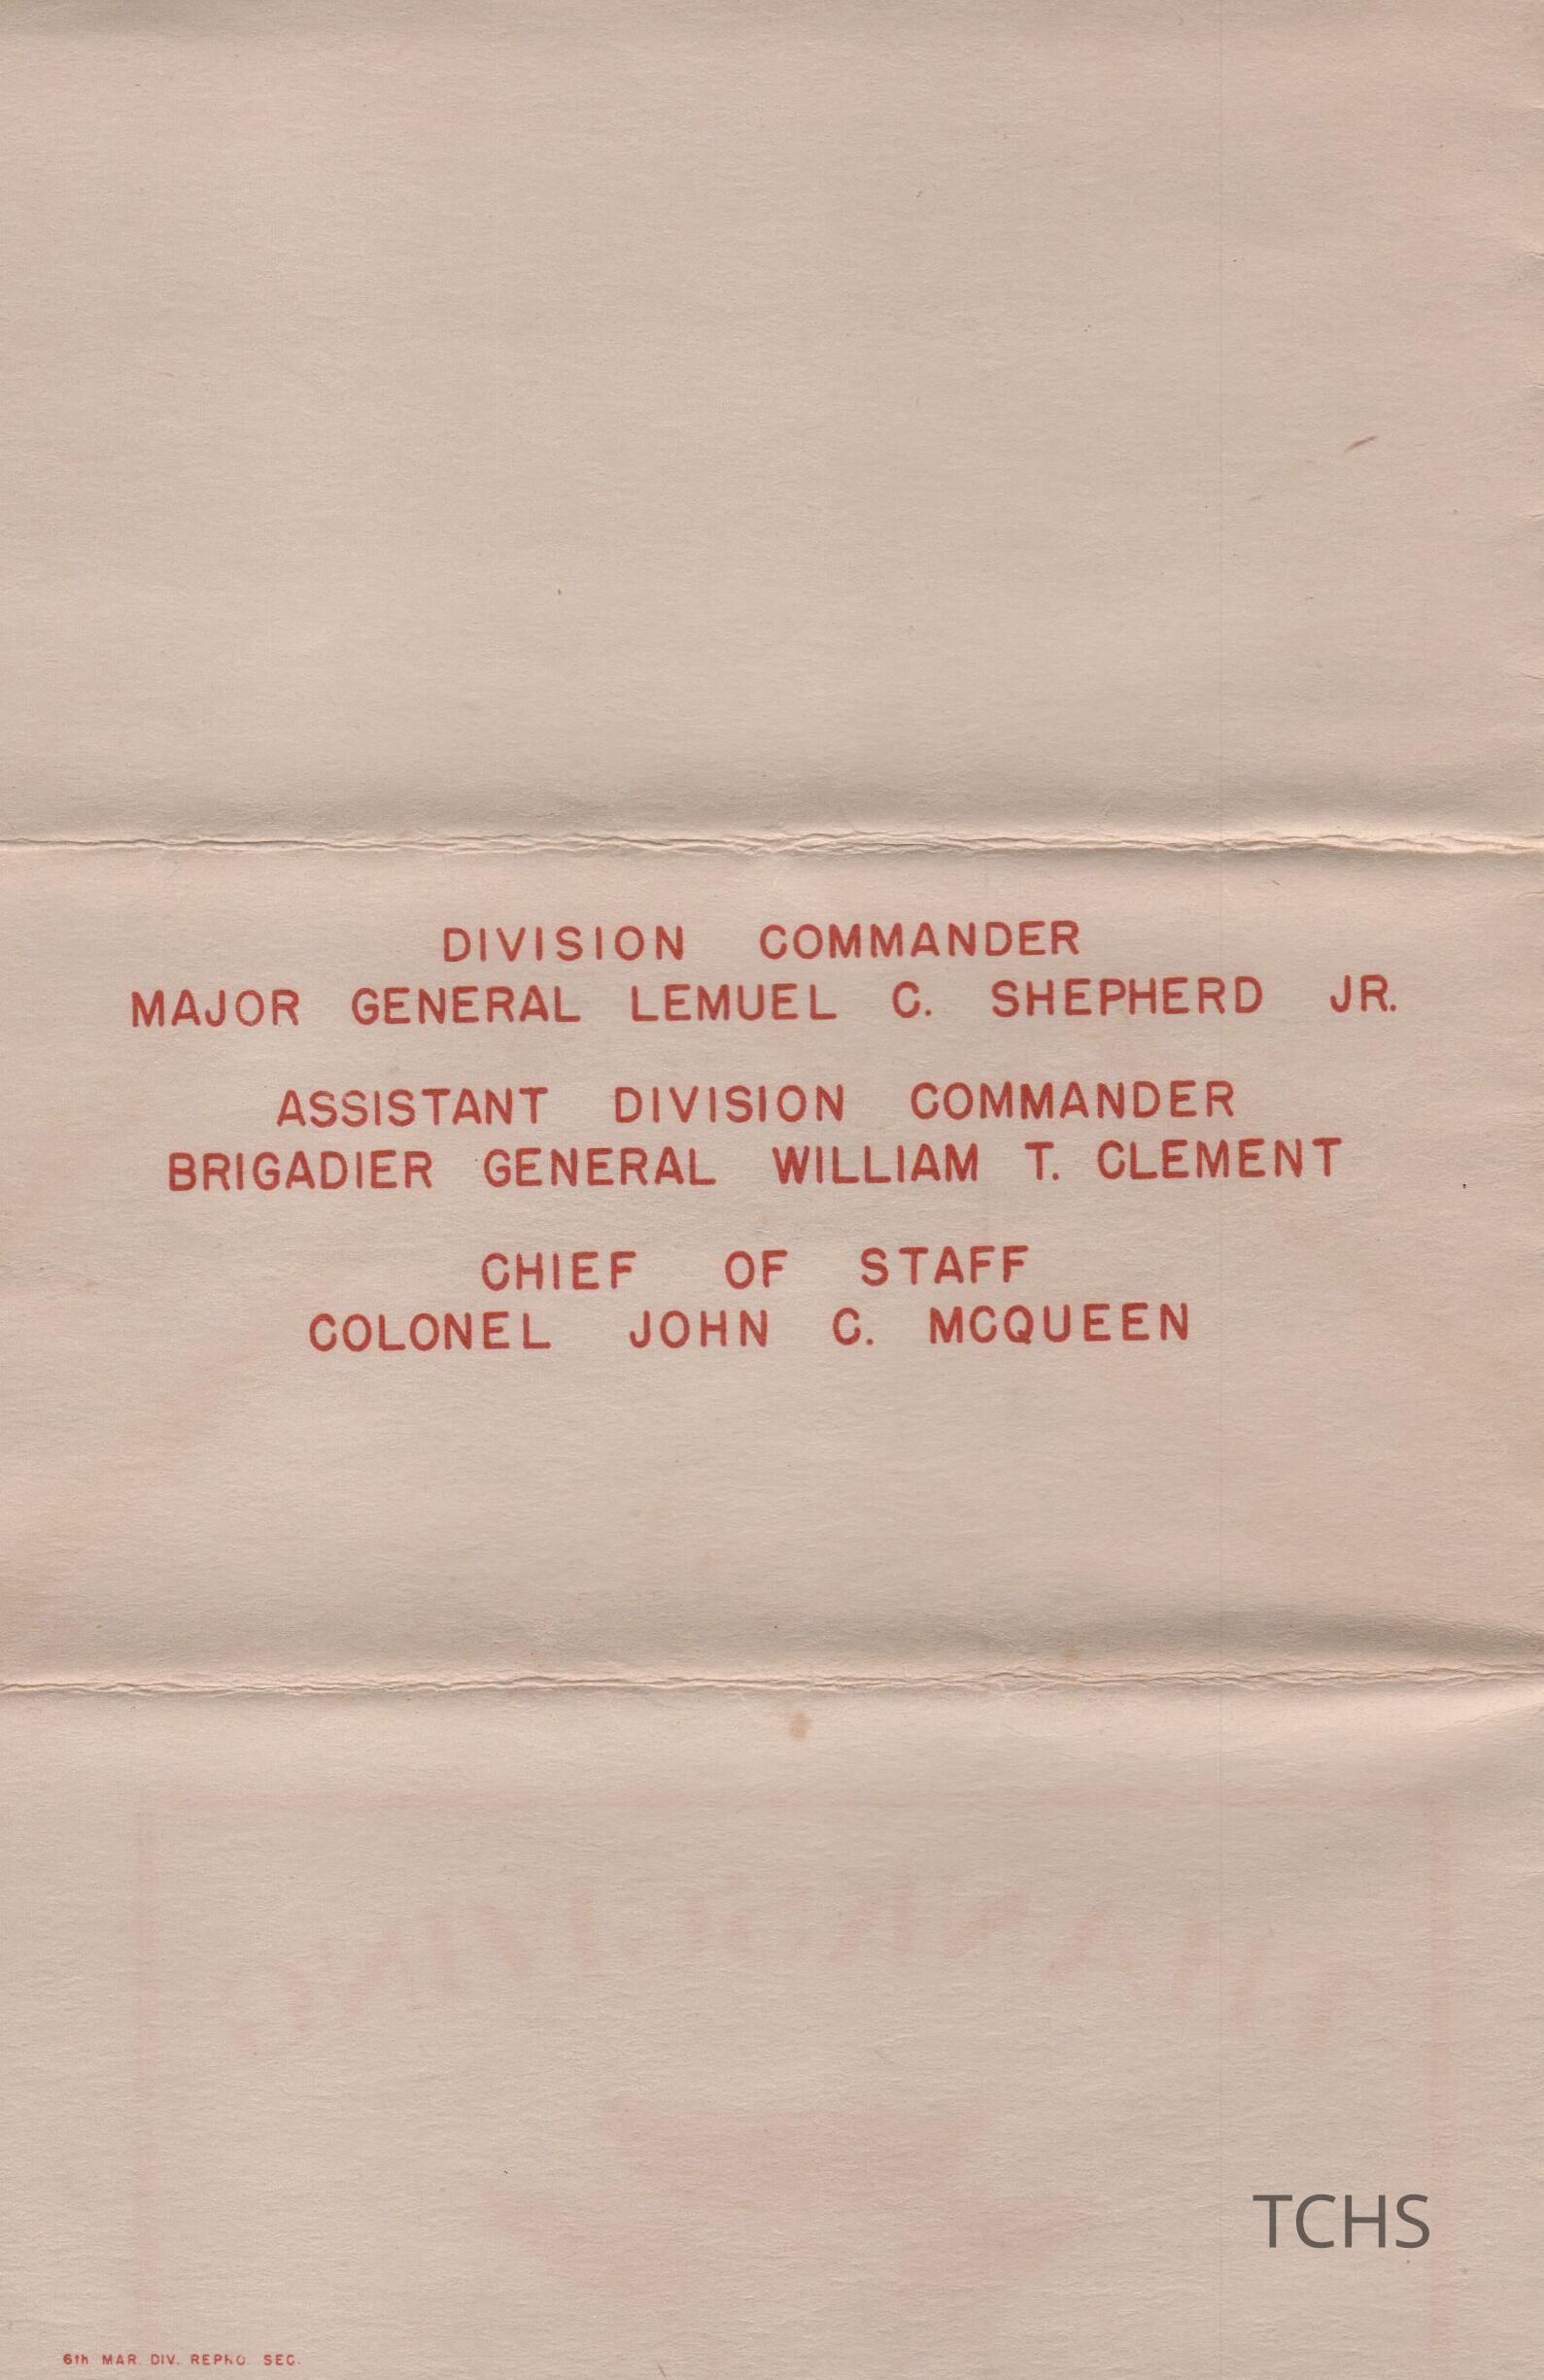 DIVISION COMMANDER
MAJOR GENERAL LEMUEL C. SHEPHERD JR.
ASSISTANT DIVISION COMMANDER
BRIGADIER GENERAL WILLIAM T. CLEMENT
CHIEF OF STAFF
COLONEL JOHN C. MCQUEEN
TCHS
6th MAR. DIV. REPRO. SEC.